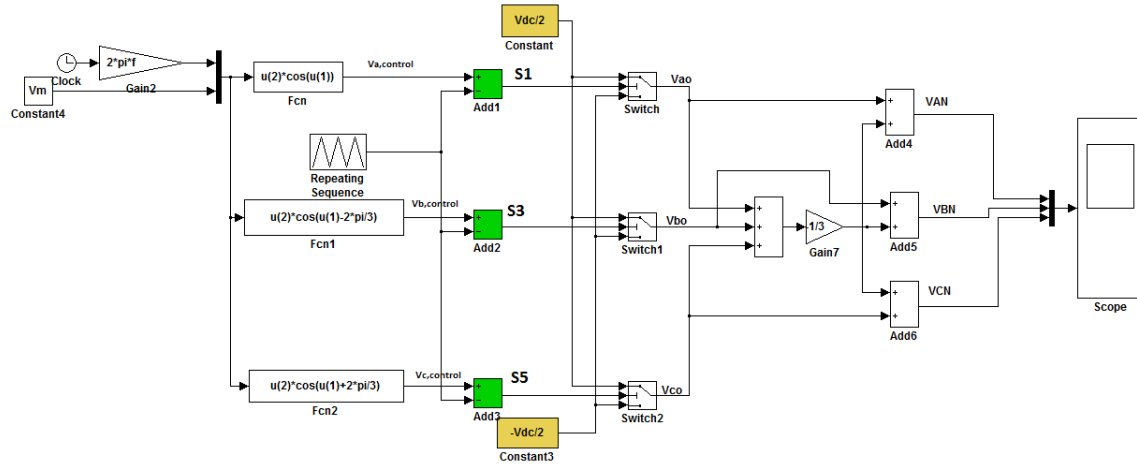 Vdc/2
Constant
2*pi*f
Clock
Gain2
Vm
Constant4
u(2)*cos(u(1))
Fcn
Va,control
+
−
Add1
S1
Switch
Vao
+
+
Add4
VAN
Repeating
Sequence
u(2)*cos(u(1)-2*pi/3)
Fcn1
Vb,control
+
−
Add2
S3
Switch1
Vbo
+
+
+
-1/3
Gain7
+
+
Add5
VBN
+
+
Add6
VCN
Scope
u(2)*cos(u(1)+2*pi/3)
Fcn2
Vc,control
+
−
Add3
S5
Switch2
Vco
-Vdc/2
Constant3